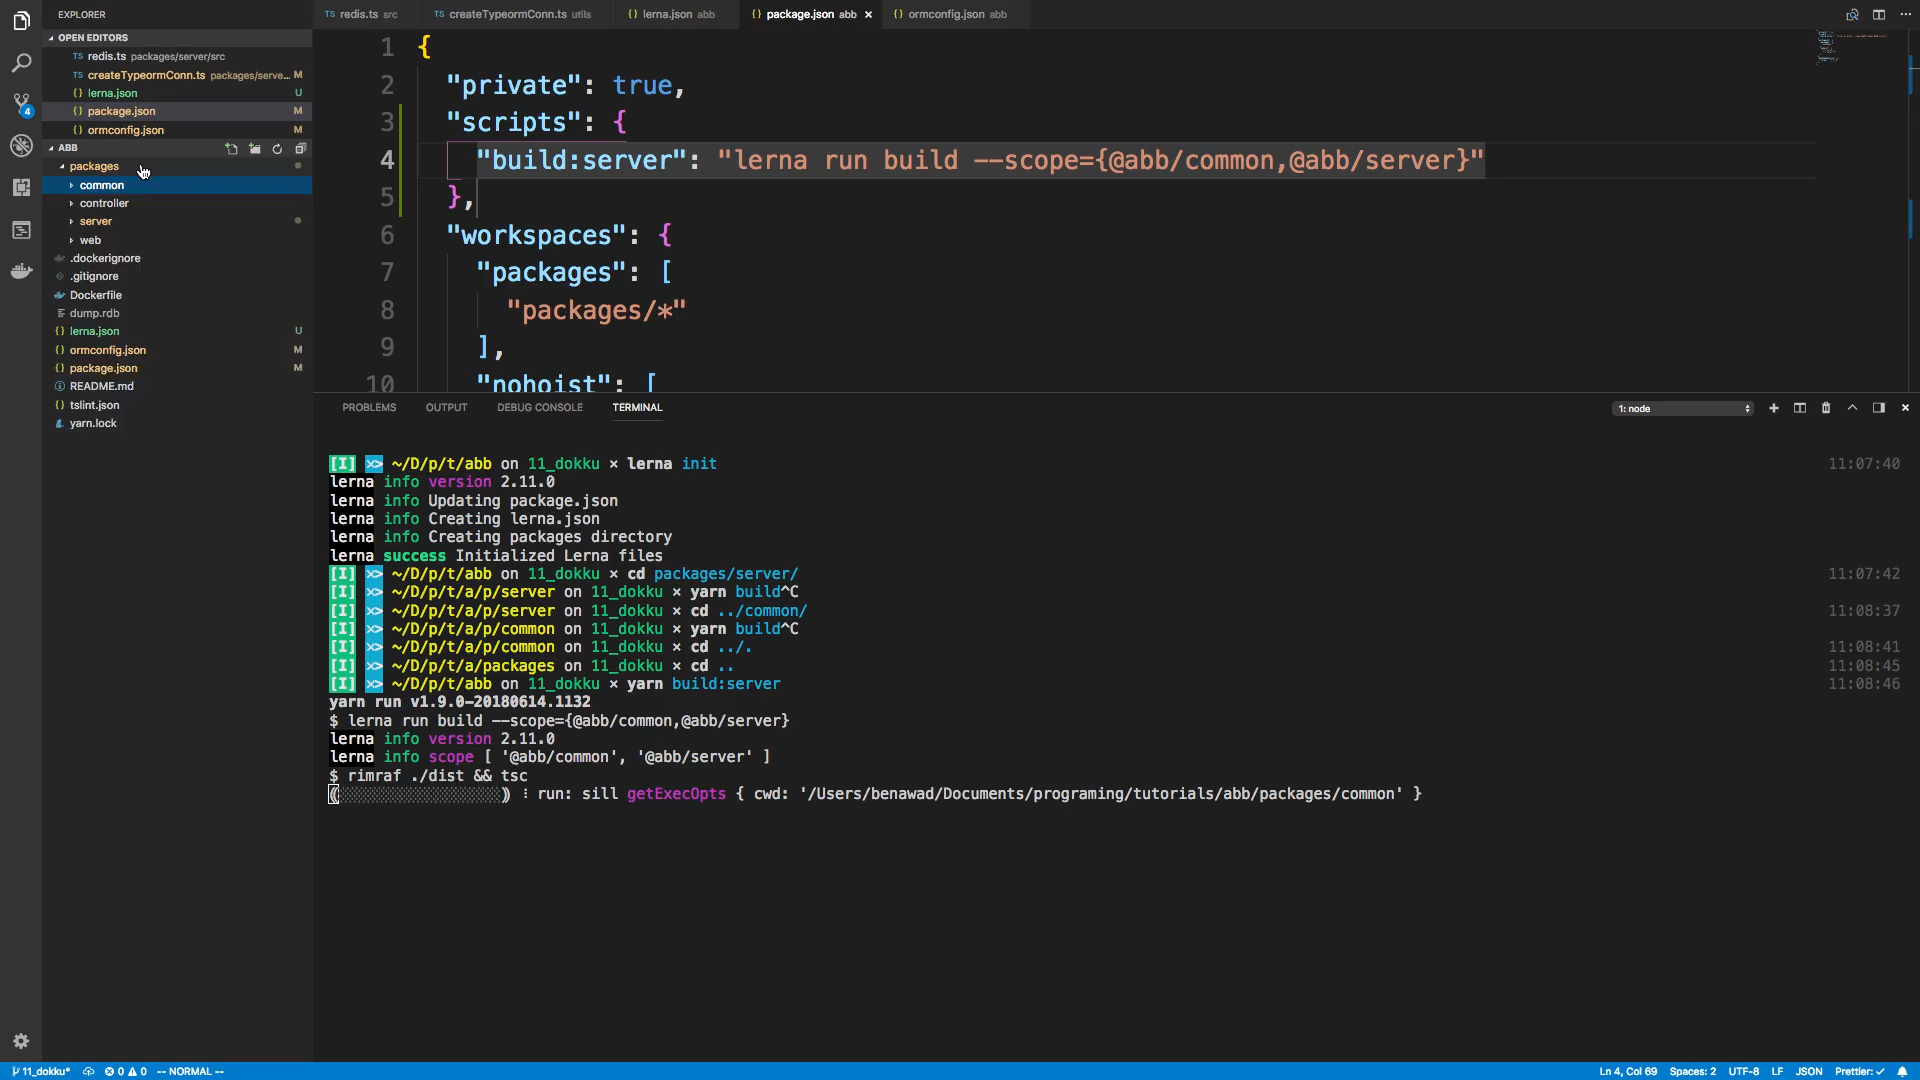 EXPLORER
OPEN EDITORS
TS redis.ts packages/server/src
TS createTypeormConn.ts packages/serve... M
{} lerna.json U
{} package.json M
{} ormconfig.json M
ABB
packages
common
controller
server
web
.dockerignore
.gitignore
Dockerfile
dump.rdb
{} lerna.json U
{} ormconfig.json M
{} package.json M
README.md
{} tslint.json
yarn.lock
4
TS redis.ts src
TS createTypeormConn.ts utils
{} lerna.json abb
{} package.json abb ×
{} ormconfig.json abb
1 {
2 "private": true,
3 "scripts": {
4 "build:server": "lerna run build --scope={@abb/common,@abb/server}"
5 },
6 "workspaces": {
7 "packages": [
8 "packages/*"
9 ],
10 "nohoist": [
PROBLEMS OUTPUT DEBUG CONSOLE TERMINAL
1: node
[I] ~/D/p/t/abb on 11_dokku × lerna init 11:07:40
lerna info version 2.11.0
lerna info Updating package.json
lerna info Creating lerna.json
lerna info Creating packages directory
lerna success Initialized Lerna files
[I] ~/D/p/t/abb on 11_dokku × cd packages/server/ 11:07:42
[I] ~/D/p/t/a/p/server on 11_dokku × yarn build^C
[I] ~/D/p/t/a/p/server on 11_dokku × cd ../common/ 11:08:37
[I] ~/D/p/t/a/p/common on 11_dokku × yarn build^C
[I] ~/D/p/t/a/p/common on 11_dokku × cd ../. 11:08:41
[I] ~/D/p/t/a/packages on 11_dokku × cd .. 11:08:45
[I] ~/D/p/t/abb on 11_dokku × yarn build:server 11:08:46
yarn run v1.9.0-20180614.1132
$ lerna run build --scope={@abb/common,@abb/server}
lerna info version 2.11.0
lerna info scope [ '@abb/common', '@abb/server' ]
$ rimraf ./dist && tsc
(░░░░░░░░░░░░░░░░░░) ⸽ run: sill getExecOpts { cwd: '/Users/benawad/Documents/programing/tutorials/abb/packages/common' }
11_dokku* 0 0 -- NORMAL --
Ln 4, Col 69 Spaces: 2 UTF-8 LF JSON Prettier: ✓